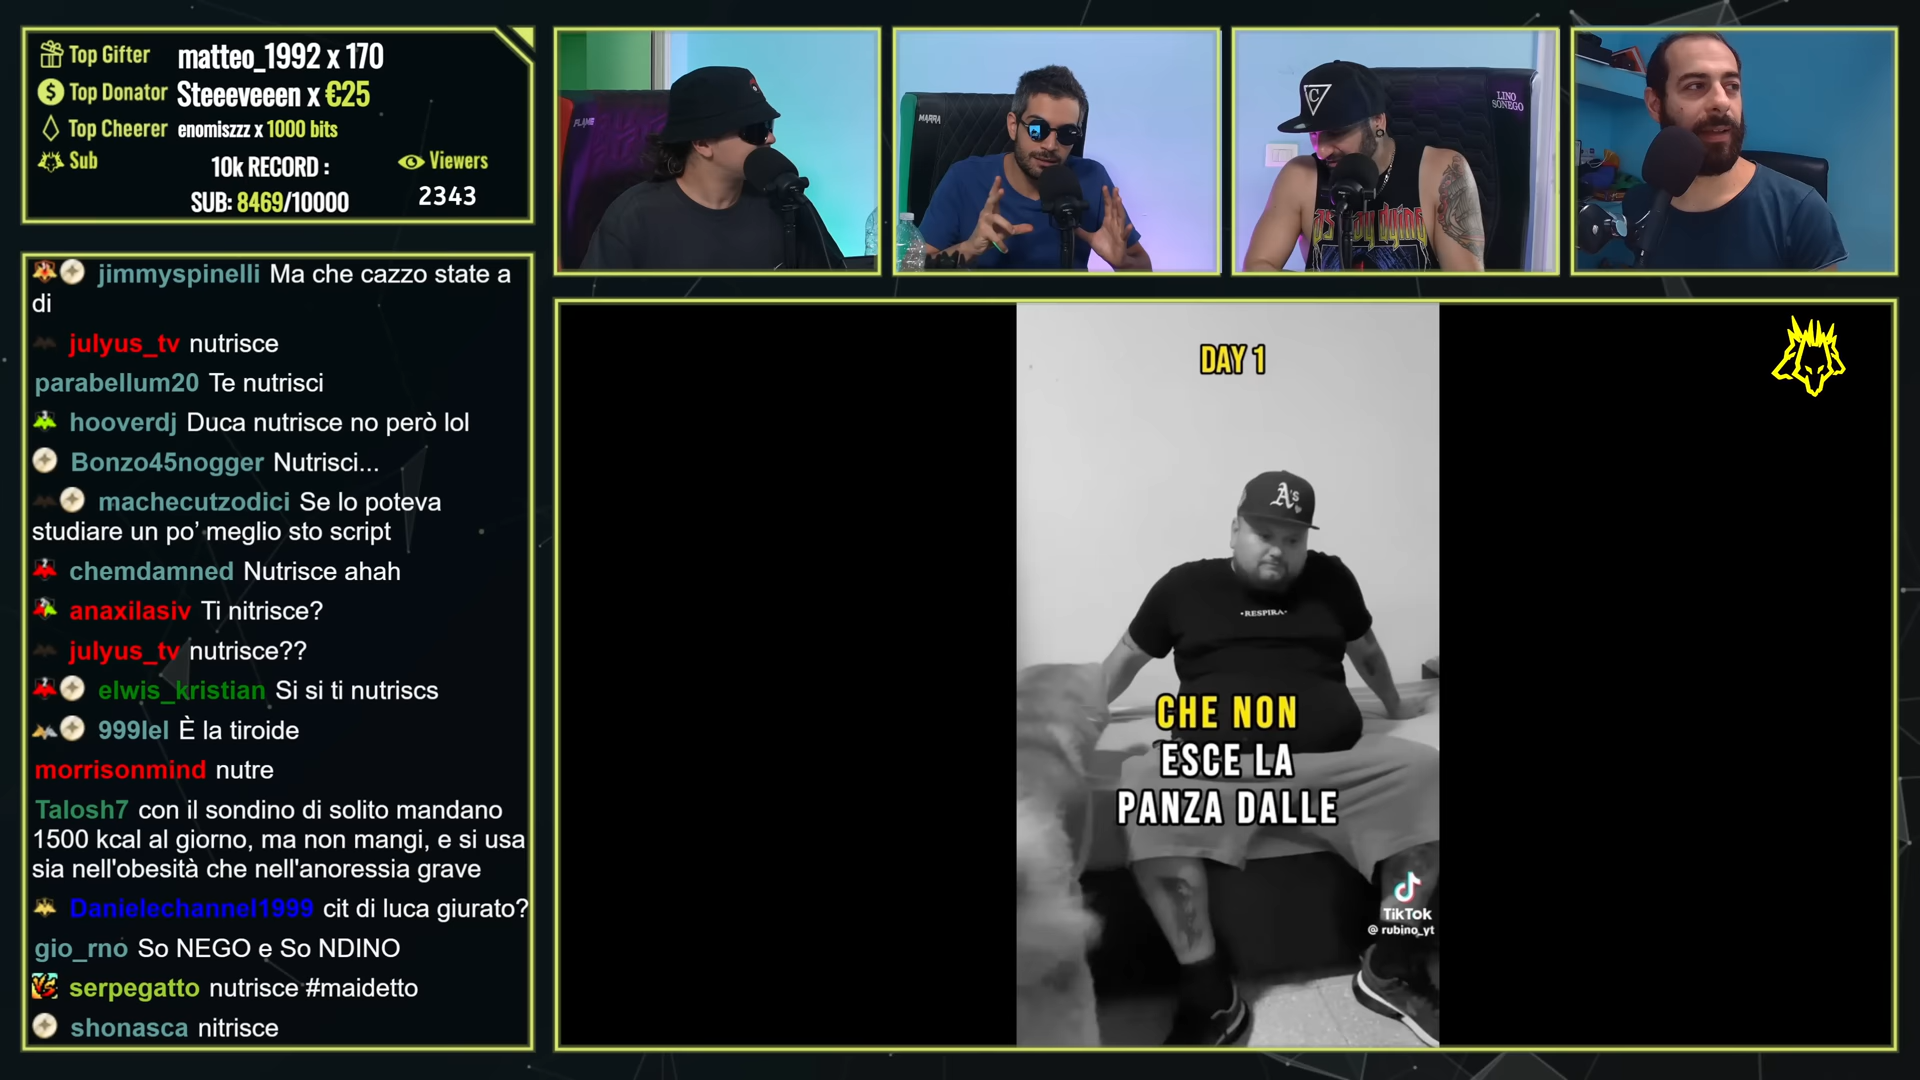 Top Gifter matteo_1992 x 170
Top Donator Steeeveeen x €25
Top Cheerer enomiszzz x 1000 bits
Sub 10k RECORD : Viewers
SUB: 8469/10000 2343
jimmyspinelli Ma che cazzo state a
di
julyus_tv nutrisce
parabellum20 Te nutrisci
hooverdj Duca nutrisce no però lol
Bonzo45nogger Nutrisci...
machecutzodici Se lo poteva
studiare un po' meglio sto script
chemdamned Nutrisce ahah
anaxilasiv Ti nitrisce?
julyus_tv nutrisce??
elwis_kristian Si si ti nutriscs
999lel È la tiroide
morrisonmind nutre
Talosh7 con il sondino di solito mandano
1500 kcal al giorno, ma non mangi, e si usa
sia nell'obesità che nell'anoressia grave
Danielechannel1999 cit di luca giurato?
gio_rno So NEGO e So NDINO
serpegatto nutrisce #maidetto
shonasca nitrisce
FLAME
MARRA
C
LINO
SONEGO
DAY 1
A's
•RESPIRA•
CHE NON
ESCE LA
PANZA DALLE
TikTok
@ rubino_yt